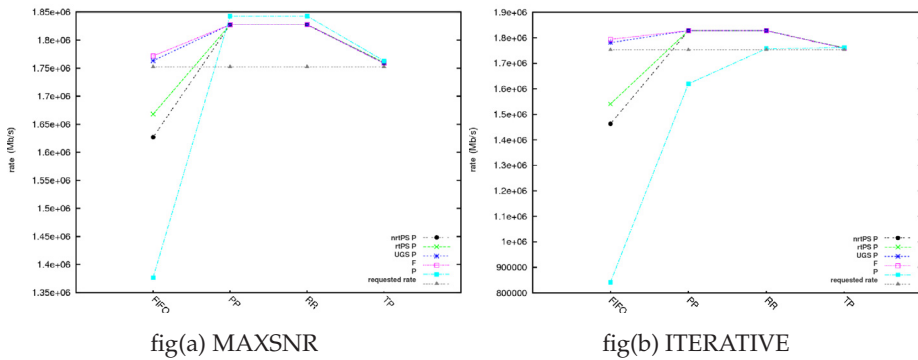 1.85e+06
1.8e+06
1.75e+06
1.7e+06
1.65e+06
1.6e+06
1.55e+06
1.5e+06
1.45e+06
1.4e+06
1.35e+06
rate (Mb/s)
nrtPS P
rtPS P
UGS P
F
P
requested rate
FIFO
PP
RR
TP
fig(a) MAXSNR
1.9e+06
1.8e+06
1.7e+06
1.6e+06
1.5e+06
1.4e+06
1.3e+06
1.2e+06
1.1e+06
1e+06
900000
800000
rate (Mb/s)
nrtPS P
rtPS P
UGS P
F
P
requested rate
FIFO
PP
RR
TP
fig(b) ITERATIVE